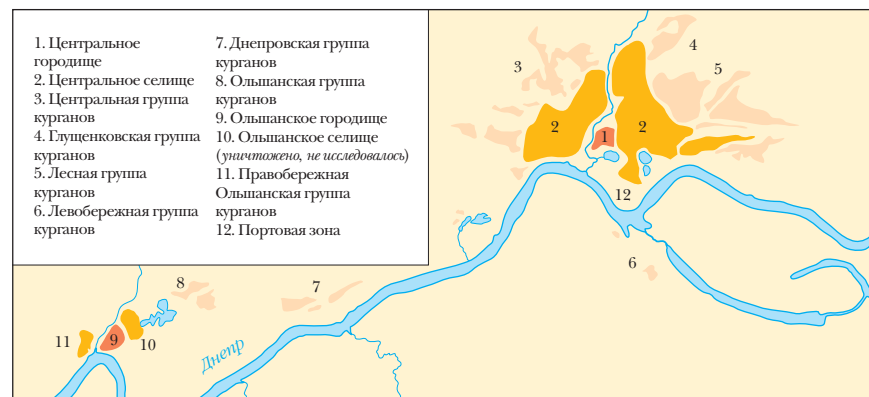 1. Центральное
городище
2. Центральное селище
3. Центральная группа
курганов
4. Глущенковская группа
курганов
5. Лесная группа
курганов
6. Левобережная группа
курганов
7. Днепровская группа
курганов
8. Ольшанская группа
курганов
9. Ольшанское городище
10. Ольшанское селище
(уничтожено, не исследовалось)
11. Правобережная
Ольшанская группа
курганов
12. Портовая зона
3
4
5
2
1
2
12
6
8
7
11
9
10
Днепр